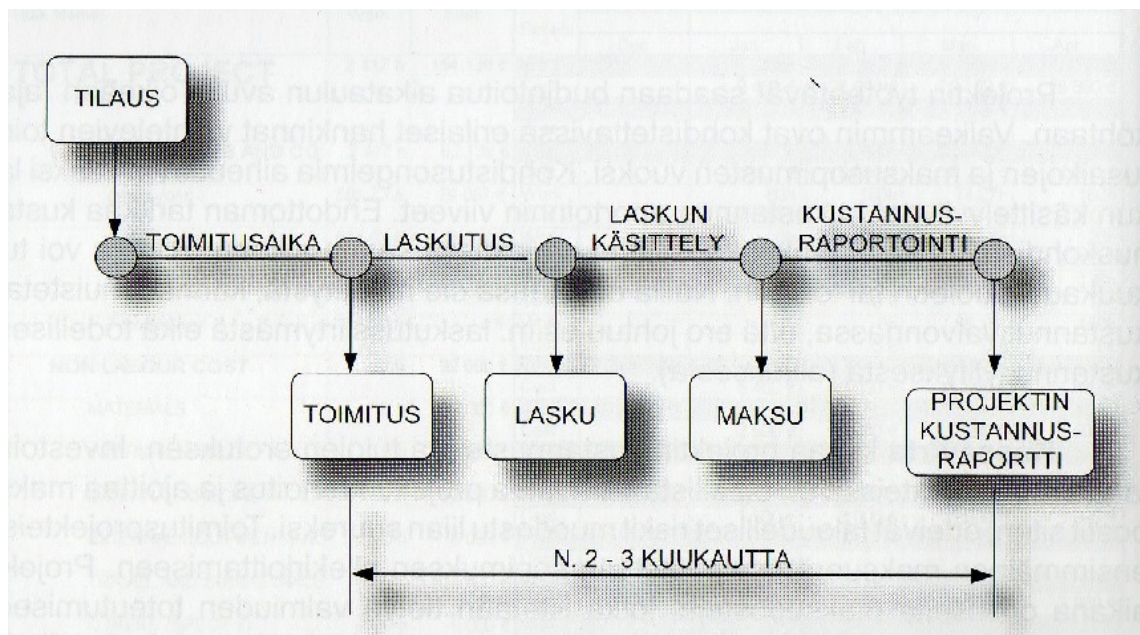 TILAUS
TOIMITUSAIKA
LASKUTUS
LASKUN
KÄSITTELY
KUSTANNUS-
RAPORTOINTI
TOIMITUS
LASKU
MAKSU
PROJEKTIN
KUSTANNUS-
RAPORTTI
N. 2 - 3 KUUKAUTTA